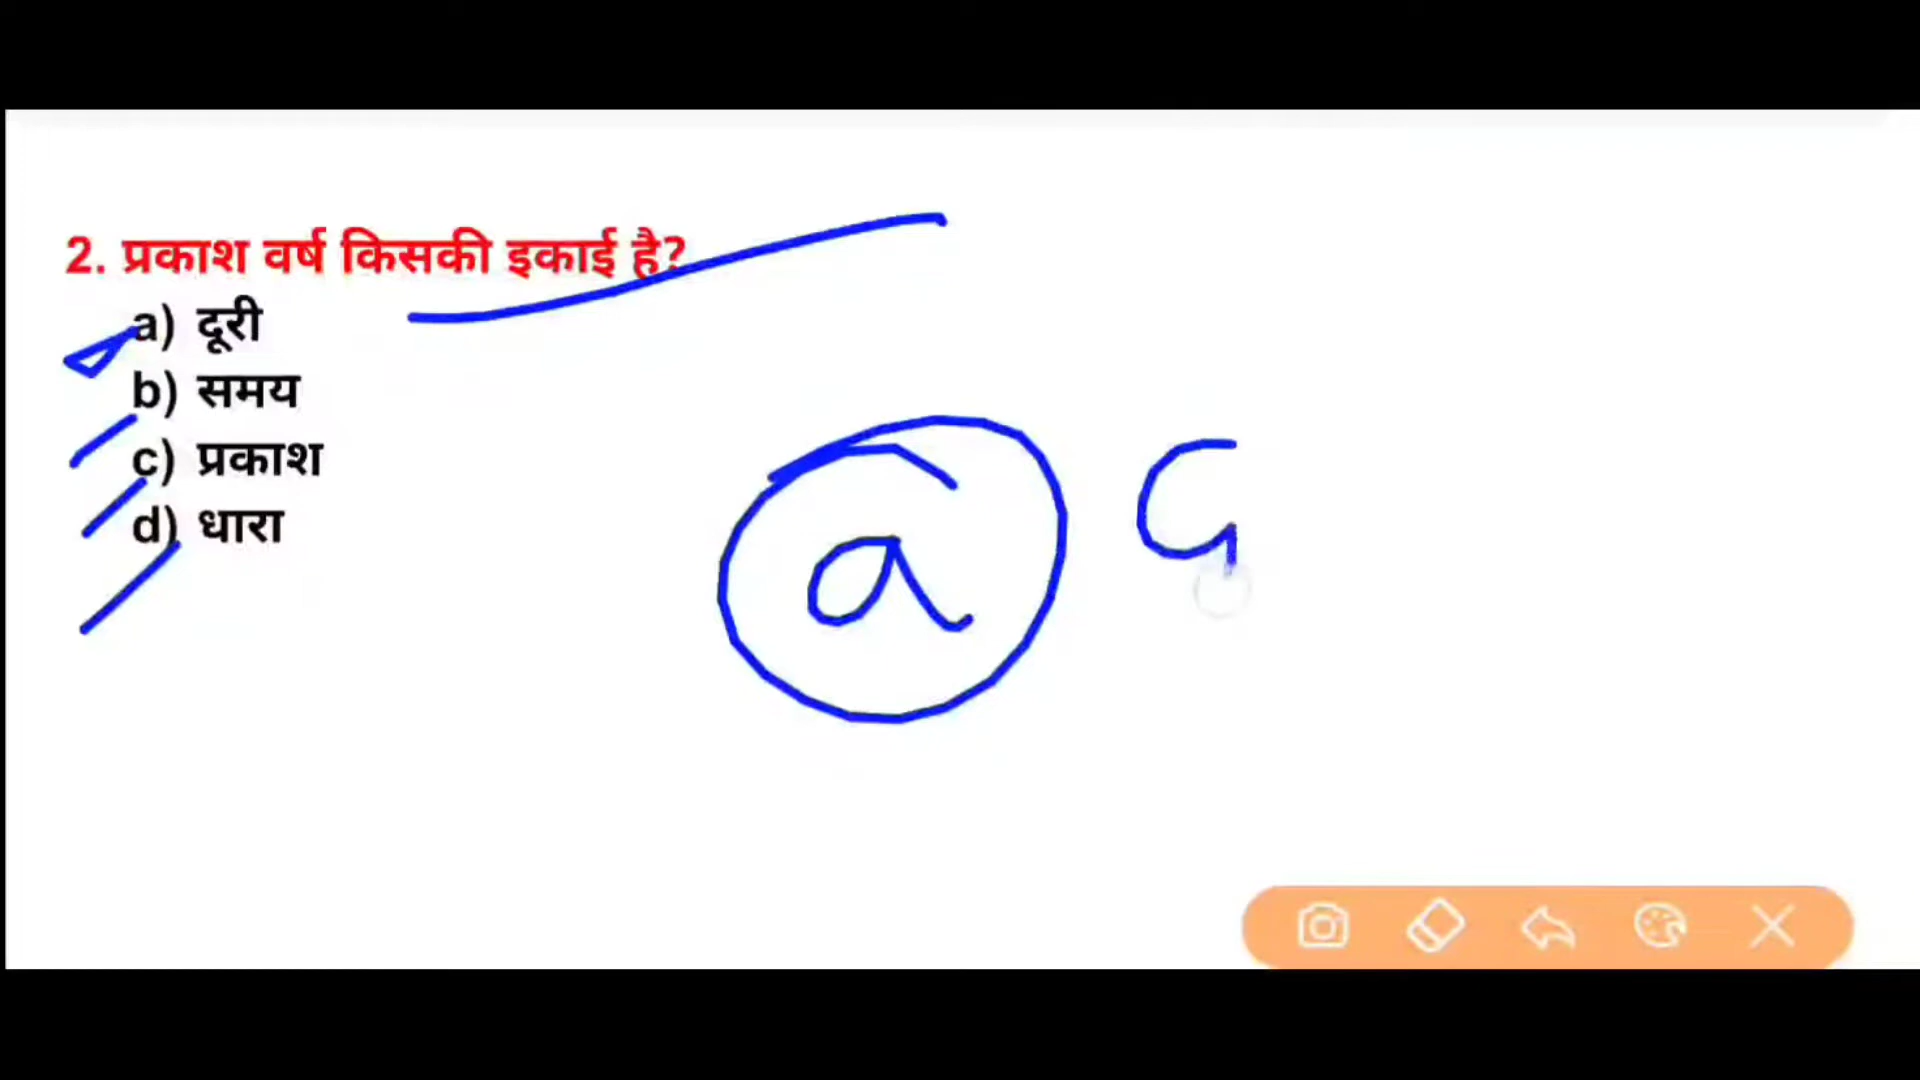 2. प्रकाश वर्ष किसकी इकाई है?
a) दूरी
b) समय
c) प्रकाश
d) धारा
a